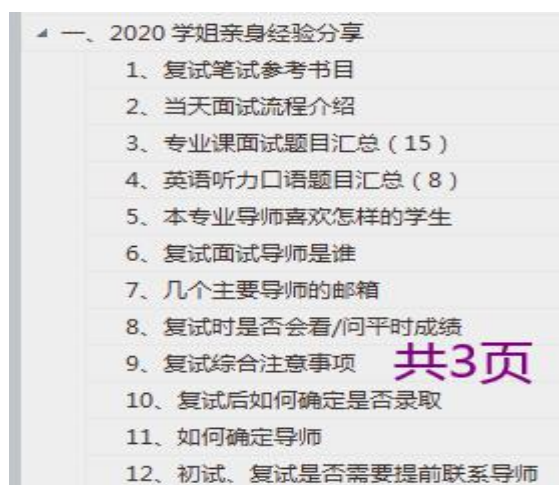 一、2020 学姐亲身经验分享
1、复试笔试参考书目
2、当天面试流程介绍
3、专业课面试题目汇总（15）
4、英语听力口语题目汇总（8）
5、本专业导师喜欢怎样的学生
6、复试面试导师是谁
7、几个主要导师的邮箱
8、复试时是否会看/问平时成绩
9、复试综合注意事项
共3页
10、复试后如何确定是否录取
11、如何确定导师
12、初试、复试是否需要提前联系导师